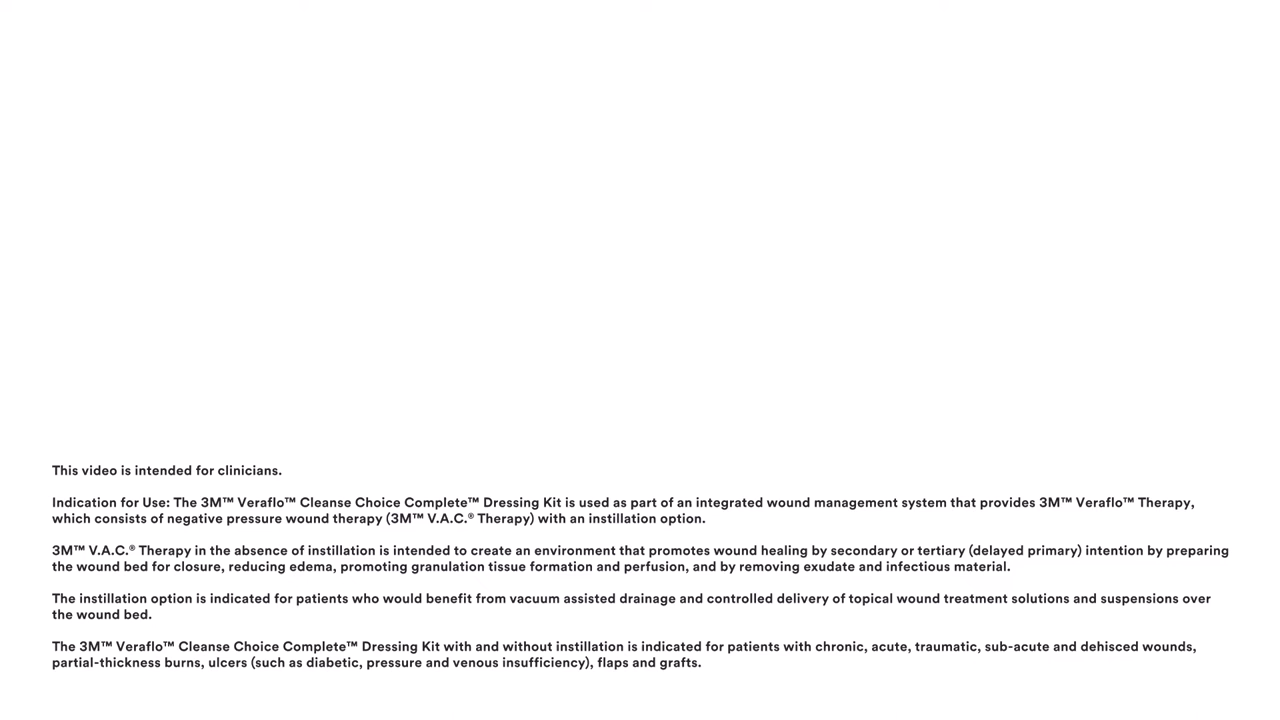 This video is intended for clinicians.
Indication for Use: The 3M™ Veraflo™ Cleanse Choice Complete™ Dressing Kit is used as part of an integrated wound management system that provides 3M™ Veraflo™ Therapy,
which consists of negative pressure wound therapy (3M™ V.A.C.® Therapy) with an instillation option.
3M™ V.A.C.® Therapy in the absence of instillation is intended to create an environment that promotes wound healing by secondary or tertiary (delayed primary) intention by preparing
the wound bed for closure, reducing edema, promoting granulation tissue formation and perfusion, and by removing exudate and infectious material.
The instillation option is indicated for patients who would benefit from vacuum assisted drainage and controlled delivery of topical wound treatment solutions and suspensions over
the wound bed.
The 3M™ Veraflo™ Cleanse Choice Complete™ Dressing Kit with and without instillation is indicated for patients with chronic, acute, traumatic, sub-acute and dehisced wounds,
partial-thickness burns, ulcers (such as diabetic, pressure and venous insufficiency), flaps and grafts.